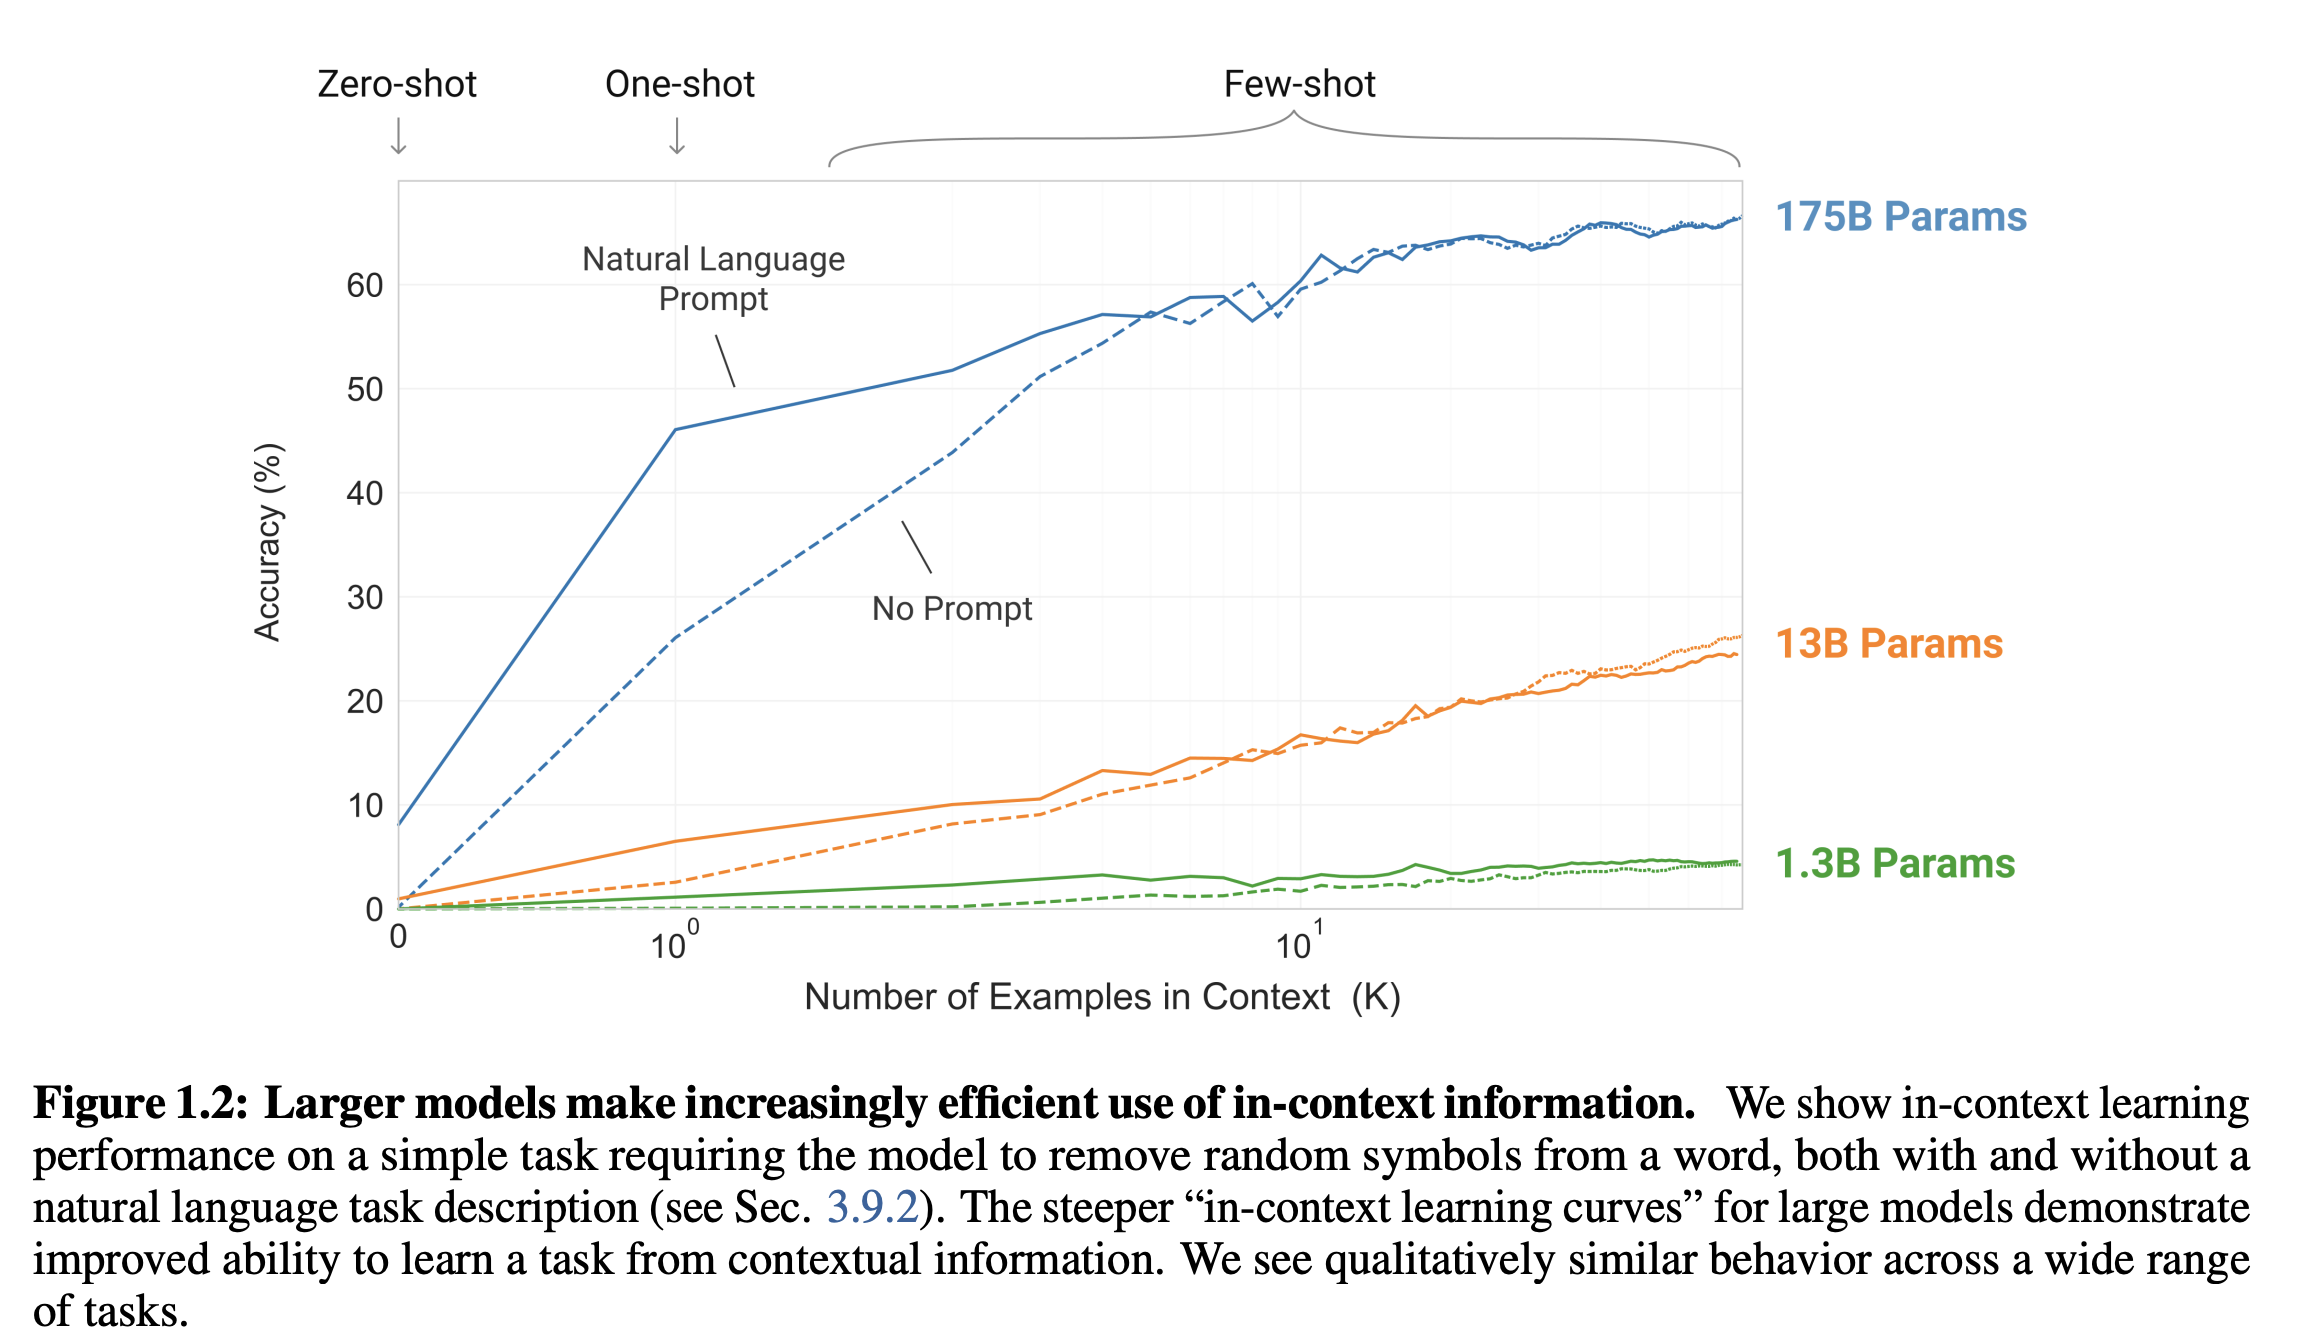 Zero-shot
One-shot
Few-shot
175B Params
Natural Language
Prompt
60
50
40
30
20
10
0
Accuracy (%)
No Prompt
13B Params
1.3B Params
0
10⁰
10¹
Number of Examples in Context (K)
Figure 1.2: Larger models make increasingly efficient use of in-context information. We show in-context learning
performance on a simple task requiring the model to remove random symbols from a word, both with and without a
natural language task description (see Sec. 3.9.2). The steeper “in-context learning curves” for large models demonstrate
improved ability to learn a task from contextual information. We see qualitatively similar behavior across a wide range
of tasks.